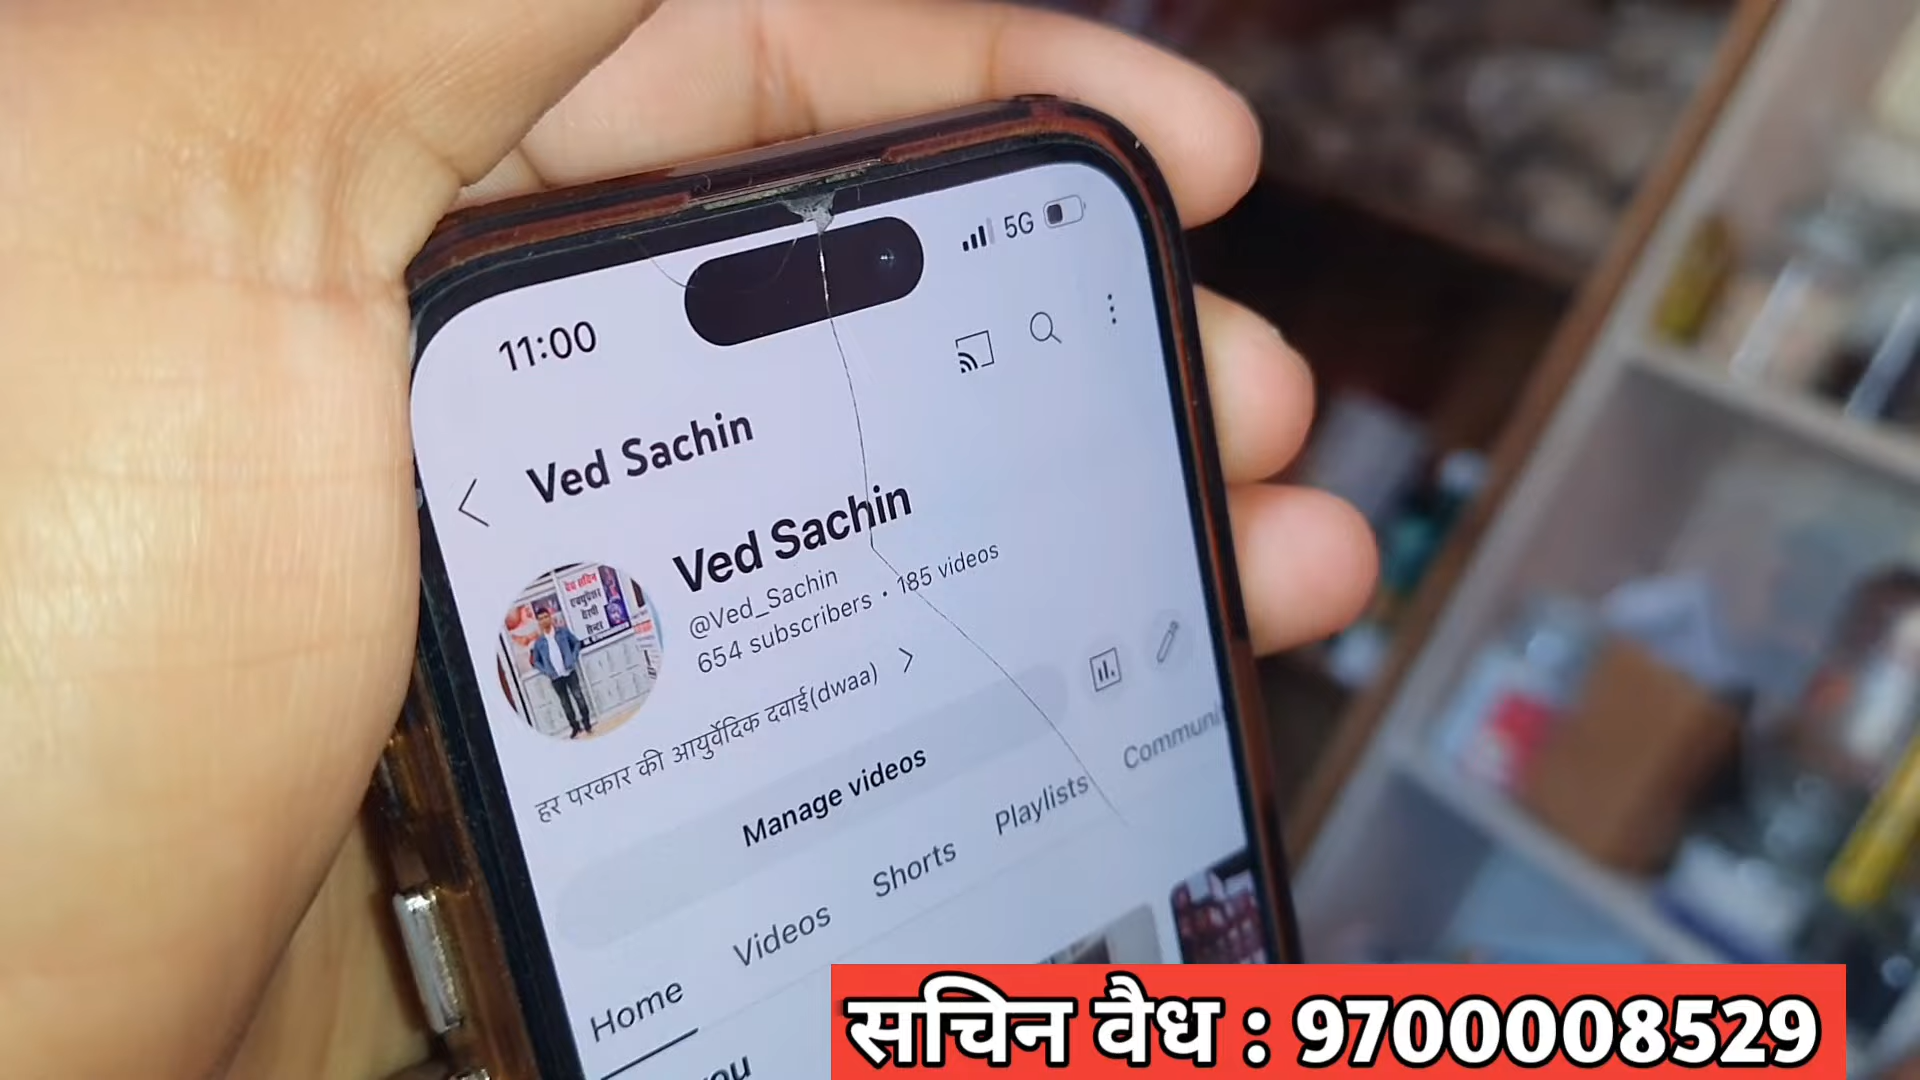 11:00
5G
Ved Sachin
Ved Sachin
@Ved_Sachin
654 subscribers • 185 videos
हर परकार की आयुर्वेदिक दवाई(dwaa)
Manage videos
Home
Videos
Shorts
Playlists
सचिन वैध : 9700008529